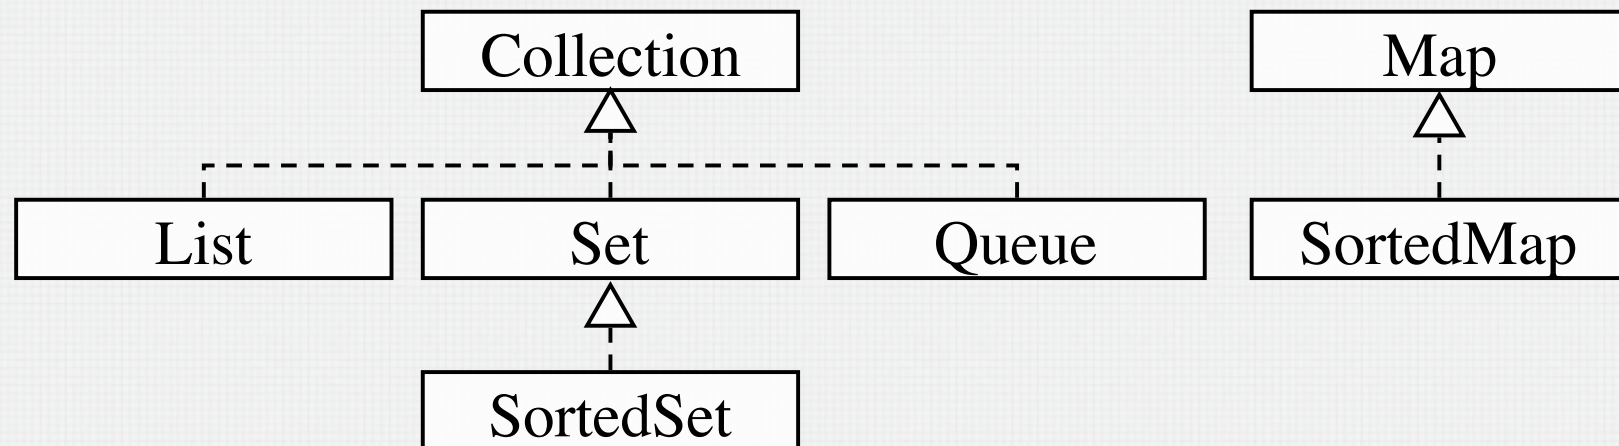 Collection
Map
List
Set
Queue
SortedMap
SortedSet